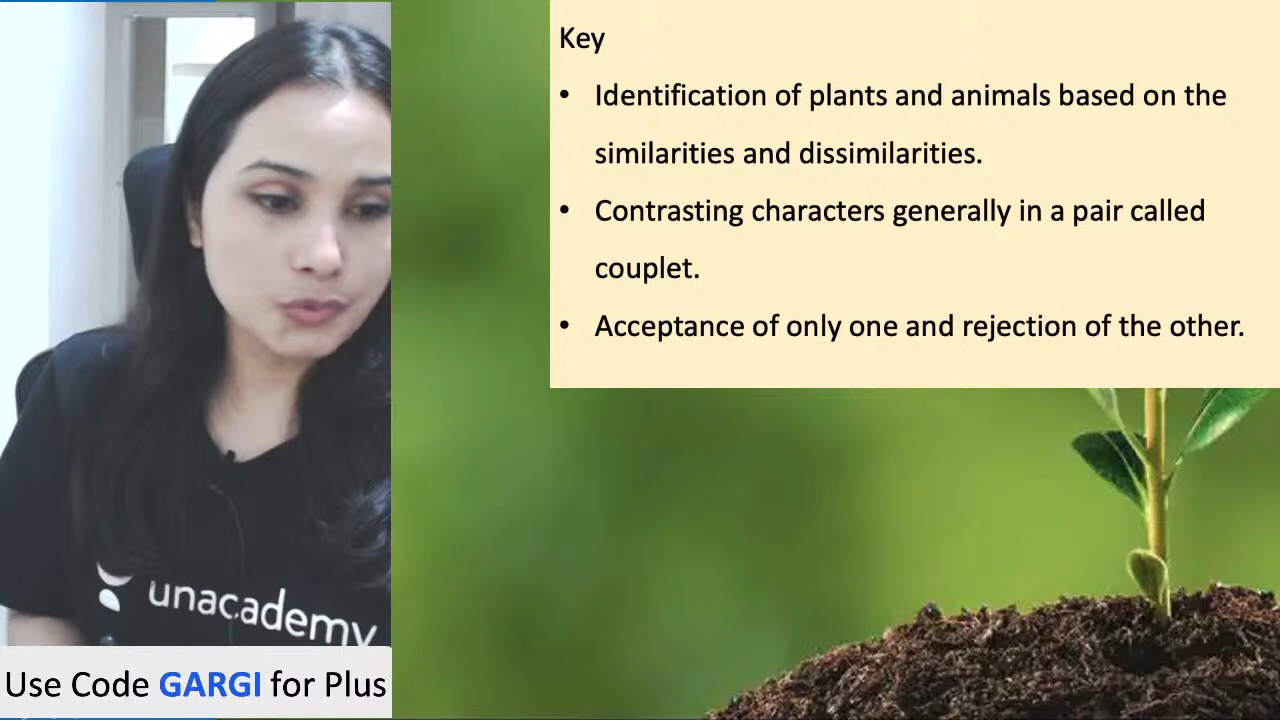 Key
• Identification of plants and animals based on the
similarities and dissimilarities.
• Contrasting characters generally in a pair called
couplet.
• Acceptance of only one and rejection of the other.
unacademy
Use Code GARGI for Plus